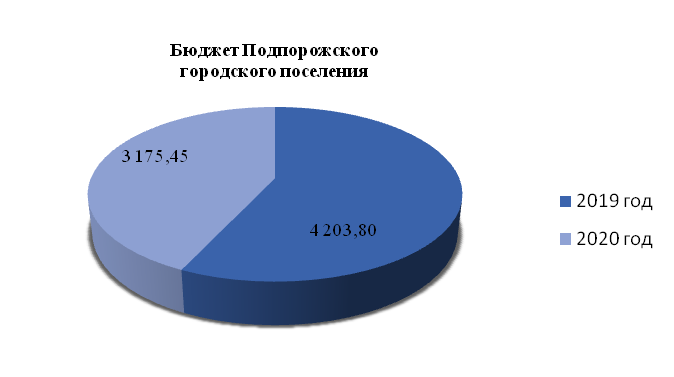 Бюджет Подпорожского
городского поселения
3 175,45
4 203,80
2019 год
2020 год